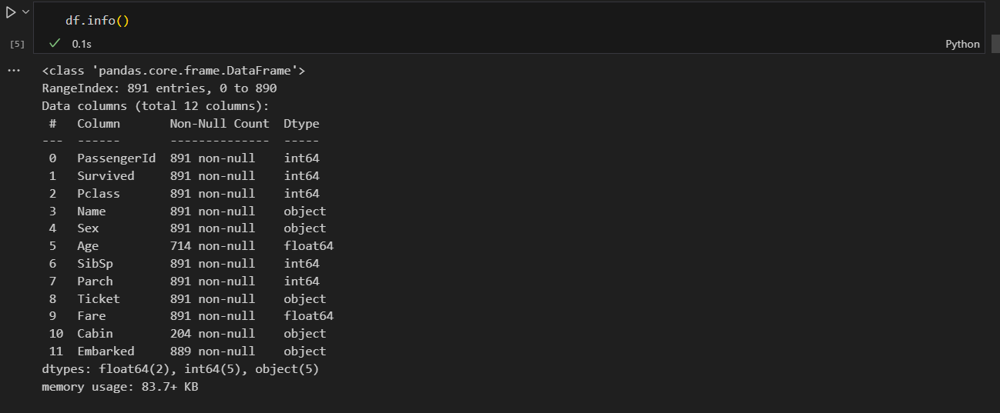 df.info()
[5]
0.1s
Python
<class 'pandas.core.frame.DataFrame'>
RangeIndex: 891 entries, 0 to 890
Data columns (total 12 columns):
 #   Column       Non-Null Count  Dtype
---  ------       --------------  -----
 0   PassengerId  891 non-null    int64
 1   Survived     891 non-null    int64
 2   Pclass       891 non-null    int64
 3   Name         891 non-null    object
 4   Sex          891 non-null    object
 5   Age          714 non-null    float64
 6   SibSp        891 non-null    int64
 7   Parch        891 non-null    int64
 8   Ticket       891 non-null    object
 9   Fare         891 non-null    float64
 10  Cabin        204 non-null    object
 11  Embarked     889 non-null    object
dtypes: float64(2), int64(5), object(5)
memory usage: 83.7+ KB